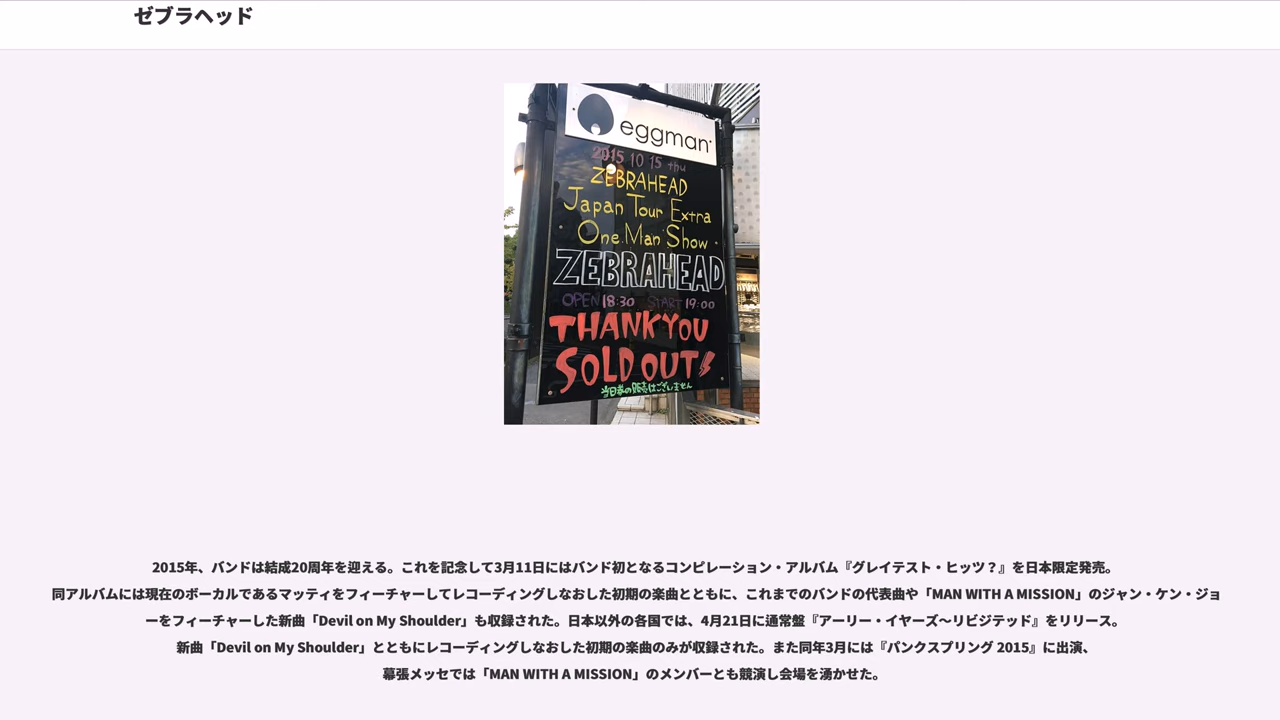 ゼブラヘッド
eggman
2015 10 15 thu
ZEBRAHEAD
Japan Tour Extra
One Man Show
ZEBRAHEAD
OPEN 18:30 START 19:00
THANK YOU
SOLD OUT
当日券の販売はございません
2015年、バンドは結成20周年を迎える。これを記念して3月11日にはバンド初となるコンピレーション・アルバム『グレイテスト・ヒッツ？』を日本限定発売。
同アルバムには現在のボーカルであるマッティをフィーチャーしてレコーディングしなおした初期の楽曲とともに、これまでのバンドの代表曲や「MAN WITH A MISSION」のジャン・ケン・ジョ
ーをフィーチャーした新曲「Devil on My Shoulder」も収録された。日本以外の各国では、4月21日に通常盤『アーリー・イヤーズ〜リビジテッド』をリリース。
新曲「Devil on My Shoulder」とともにレコーディングしなおした初期の楽曲のみが収録された。また同年3月には『パンクスプリング 2015』に出演、
幕張メッセでは「MAN WITH A MISSION」のメンバーとも競演し会場を湧かせた。